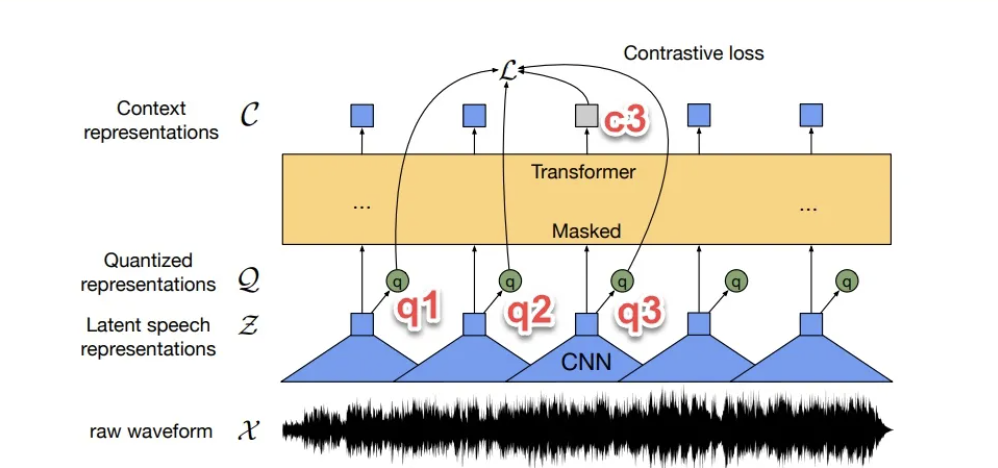 Contrastive loss
ℒ
Context
representations 𝒞
c3
Transformer
... ...
Masked
Quantized
representations 𝒬
q q q q q
q1 q2 q3
Latent speech
representations 𝒵
CNN
raw waveform 𝒳